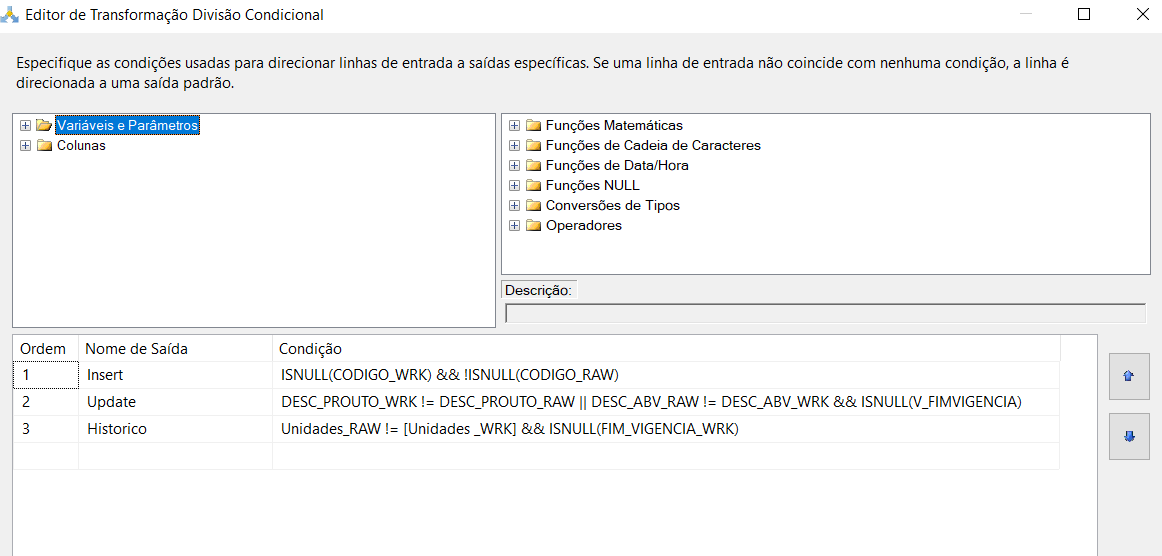 Editor de Transformação Divisão Condicional
Especifique as condições usadas para direcionar linhas de entrada a saídas específicas. Se uma linha de entrada não coincide com nenhuma condição, a linha é
direcionada a uma saída padrão.
Variáveis e Parâmetros
Colunas
Funções Matemáticas
Funções de Cadeia de Caracteres
Funções de Data/Hora
Funções NULL
Conversões de Tipos
Operadores
Descrição:
Ordem Nome de Saída Condição
1 Insert ISNULL(CODIGO_WRK) && !ISNULL(CODIGO_RAW)
2 Update DESC_PROUTO_WRK != DESC_PROUTO_RAW || DESC_ABV_RAW != DESC_ABV_WRK && ISNULL(V_FIMVIGENCIA)
3 Historico Unidades_RAW != [Unidades _WRK] && ISNULL(FIM_VIGENCIA_WRK)